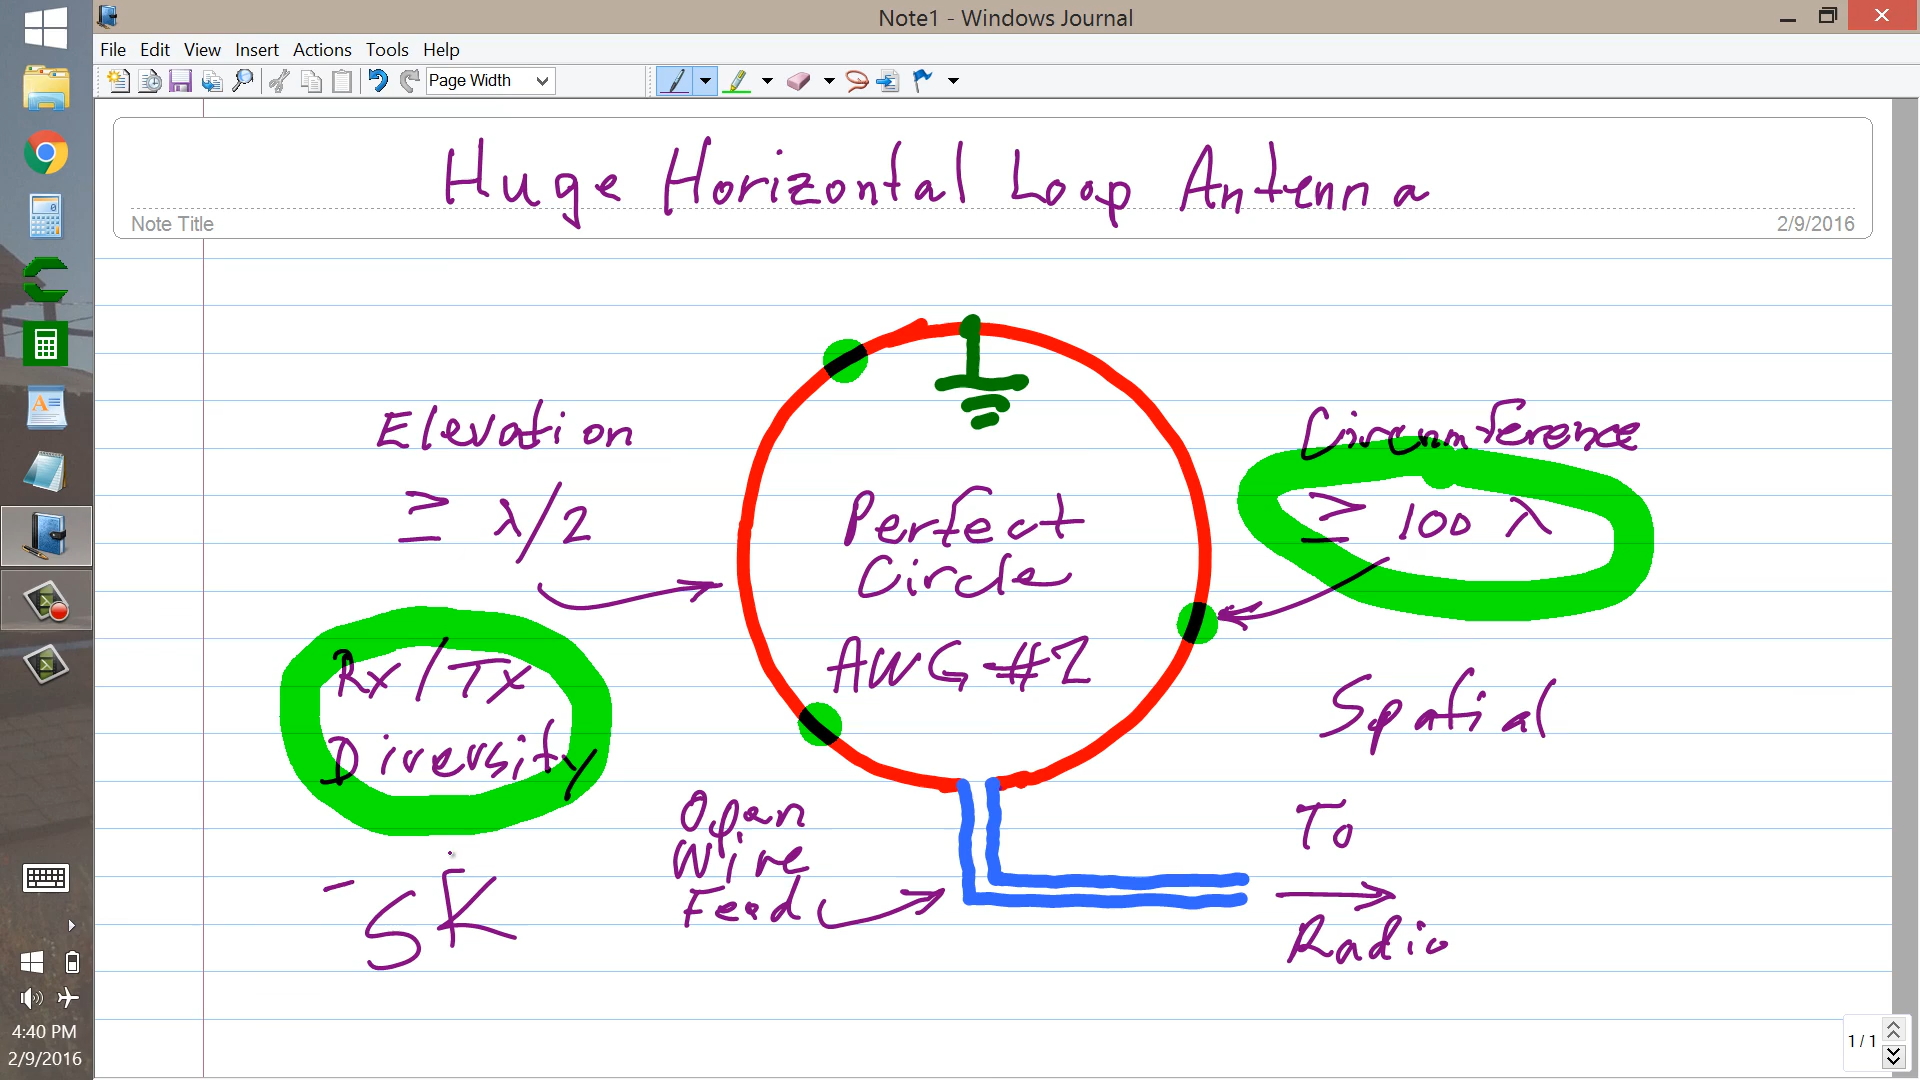 Note1 - Windows Journal
File Edit View Insert Actions Tools Help
Page Width
Huge Horizontal Loop Antenna
Note Title
2/9/2016
Elevation
≥ λ/2
Circumference
≥ 100 λ
Perfect
Circle
AWG #2
Rx/Tx
Diversity
Spatial
Open
Wire
Feed
To
Radio
- SK
4:40 PM
2/9/2016
1 / 1